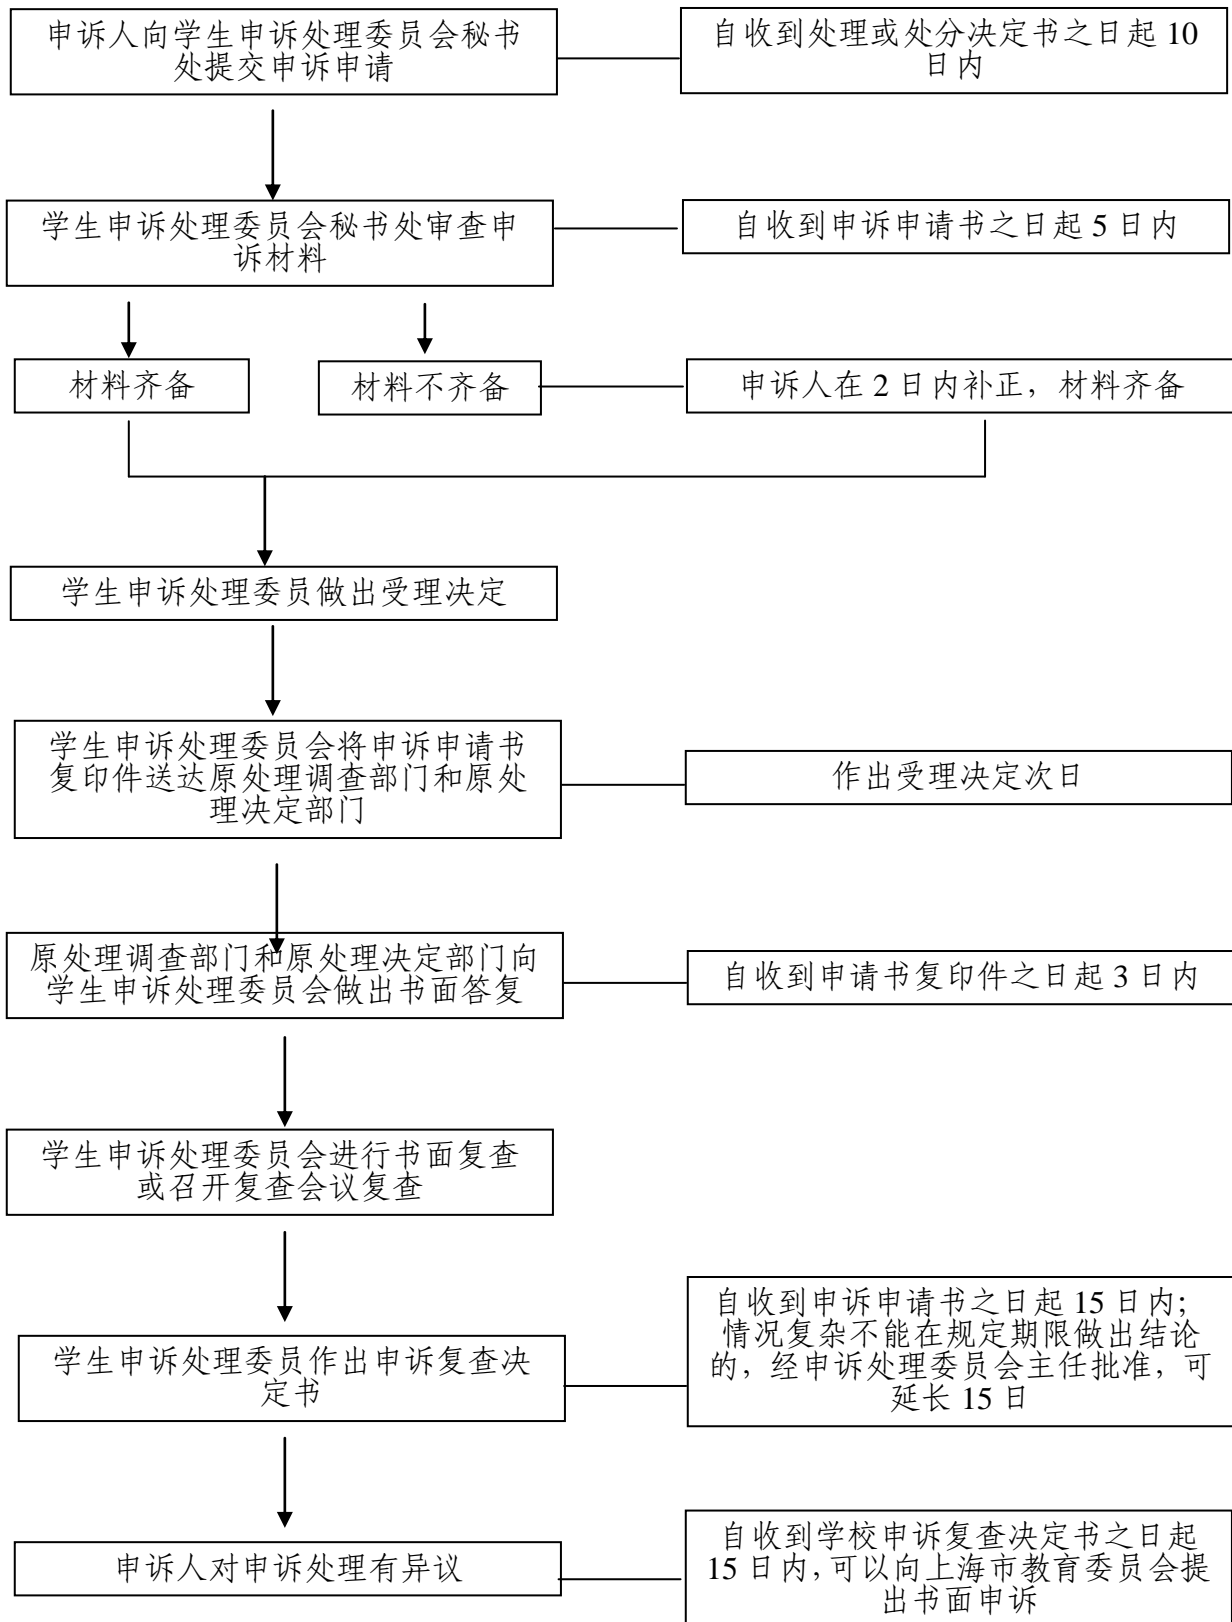 申诉人向学生申诉处理委员会秘书
处提交申诉申请
自收到处理或处分决定书之日起 10
日内
学生申诉处理委员会秘书处审查申
诉材料
自收到申诉申请书之日起 5 日内
材料齐备
材料不齐备
申诉人在 2 日内补正，材料齐备
学生申诉处理委员做出受理决定
学生申诉处理委员会将申诉申请书
复印件送达原处理调查部门和原处
理决定部门
作出受理决定次日
原处理调查部门和原处理决定部门向
学生申诉处理委员会做出书面答复
自收到申请书复印件之日起 3 日内
学生申诉处理委员会进行书面复查
或召开复查会议复查
学生申诉处理委员作出申诉复查决
定书
自收到申诉申请书之日起 15 日内；
情况复杂不能在规定期限做出结论
的，经申诉处理委员会主任批准，可
延长 15 日
申诉人对申诉处理有异议
自收到学校申诉复查决定书之日起
15 日内，可以向上海市教育委员会提
出书面申诉